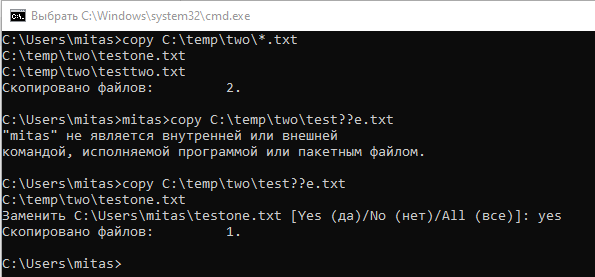 Выбрать C:\Windows\system32\cmd.exe
C:\Users\mitas>copy C:\temp\two\*.txt
C:\temp\two\testone.txt
C:\temp\two\testtwo.txt
Скопировано файлов:         2.
C:\Users\mitas>mitas>copy C:\temp\two\test??e.txt
"mitas" не является внутренней или внешней
командой, исполняемой программой или пакетным файлом.
C:\Users\mitas>copy C:\temp\two\test??e.txt
C:\temp\two\testone.txt
Заменить C:\Users\mitas\testone.txt [Yes (да)/No (нет)/All (все)]: yes
Скопировано файлов:         1.
C:\Users\mitas>